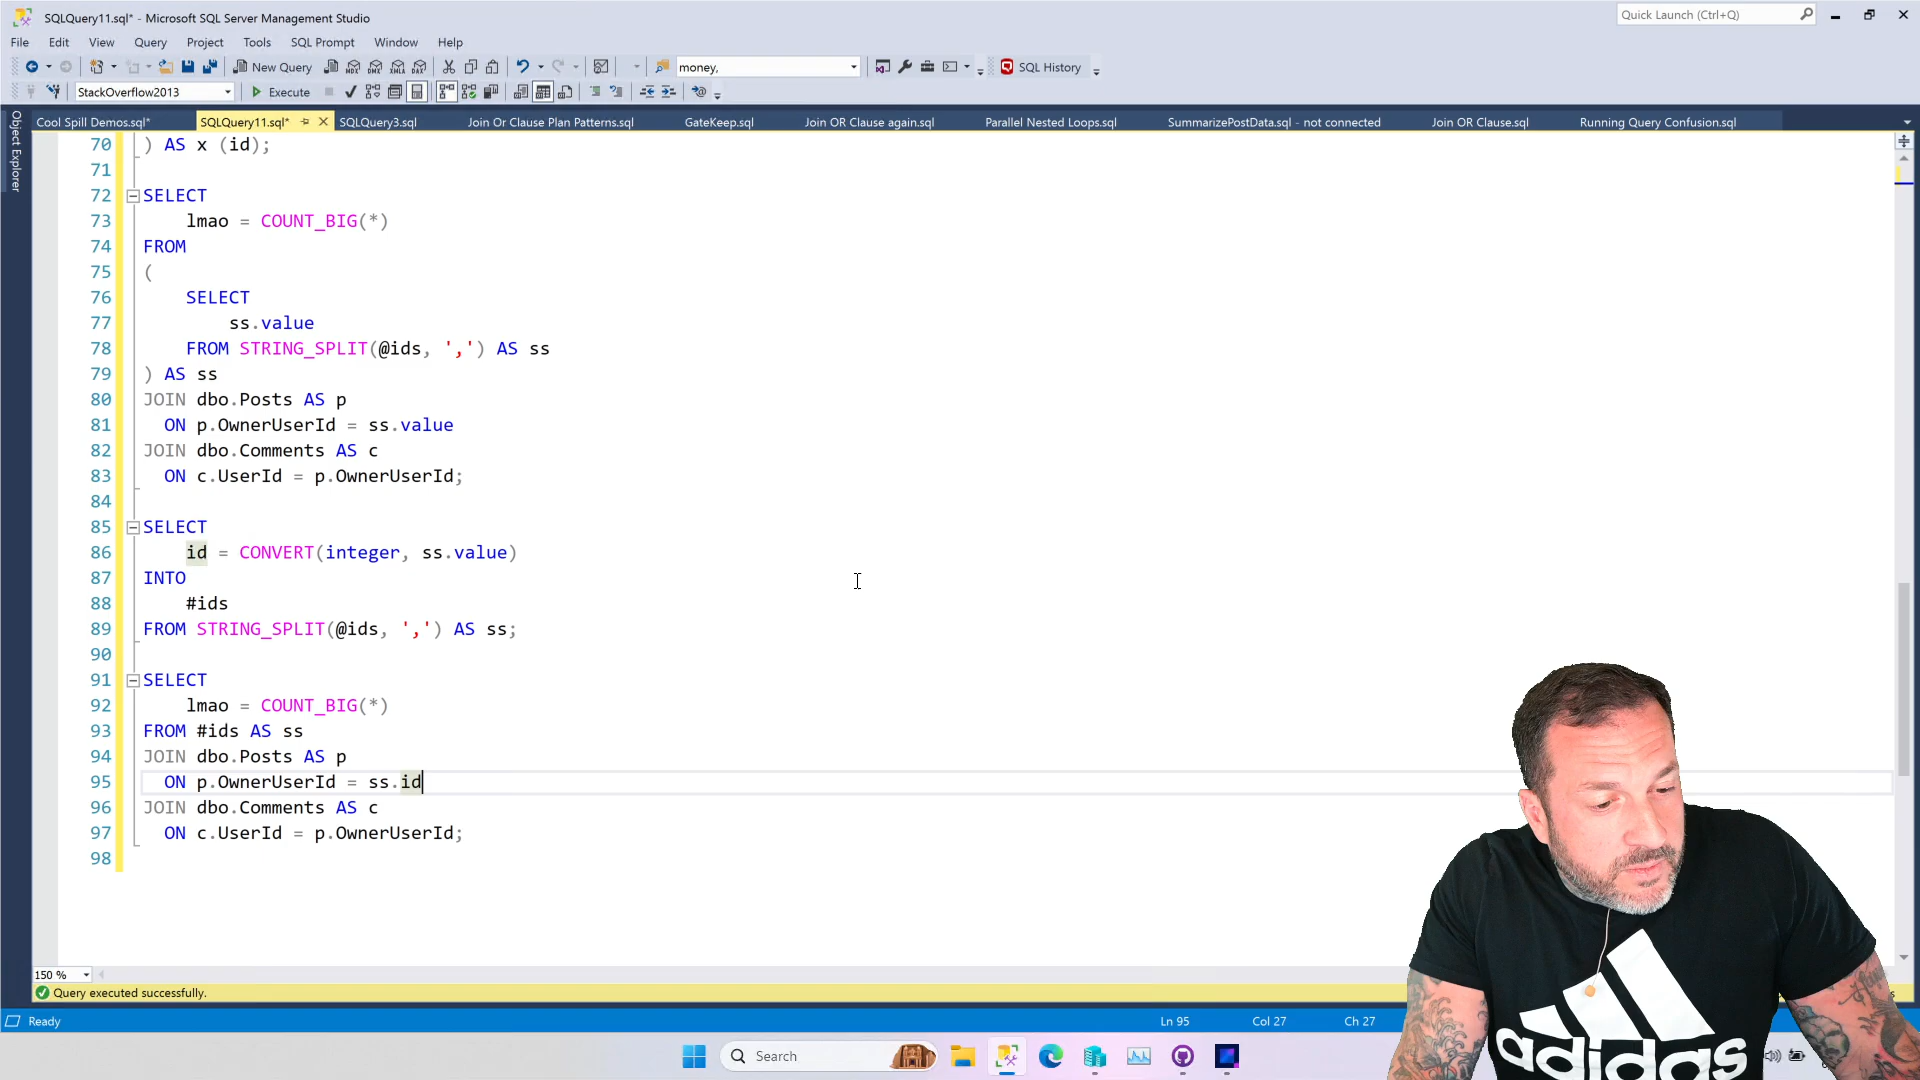 SQLQuery11.sql* - Microsoft SQL Server Management Studio
Quick Launch (Ctrl+Q)
File Edit View Query Project Tools SQL Prompt Window Help
New Query MDX DMX XMLA DAX money, SQL History
StackOverflow2013 Execute
Cool Spill Demos.sql* SQLQuery11.sql* SQLQuery3.sql Join Or Clause Plan Patterns.sql GateKeep.sql Join OR Clause again.sql Parallel Nested Loops.sql SummarizePostData.sql - not connected Join OR Clause.sql Running Query Confusion.sql
Object Explorer
70 ) AS x (id);
71
72 SELECT
73 lmao = COUNT_BIG(*)
74 FROM
75 (
76 SELECT
77 ss.value
78 FROM STRING_SPLIT(@ids, ',') AS ss
79 ) AS ss
80 JOIN dbo.Posts AS p
81 ON p.OwnerUserId = ss.value
82 JOIN dbo.Comments AS c
83 ON c.UserId = p.OwnerUserId;
84
85 SELECT
86 id = CONVERT(integer, ss.value)
87 INTO
88 #ids
89 FROM STRING_SPLIT(@ids, ',') AS ss;
90
91 SELECT
92 lmao = COUNT_BIG(*)
93 FROM #ids AS ss
94 JOIN dbo.Posts AS p
95 ON p.OwnerUserId = ss.id
96 JOIN dbo.Comments AS c
97 ON c.UserId = p.OwnerUserId;
98
150 %
Query executed successfully.
Ready Ln 95 Col 27 Ch 27
Search
adidas